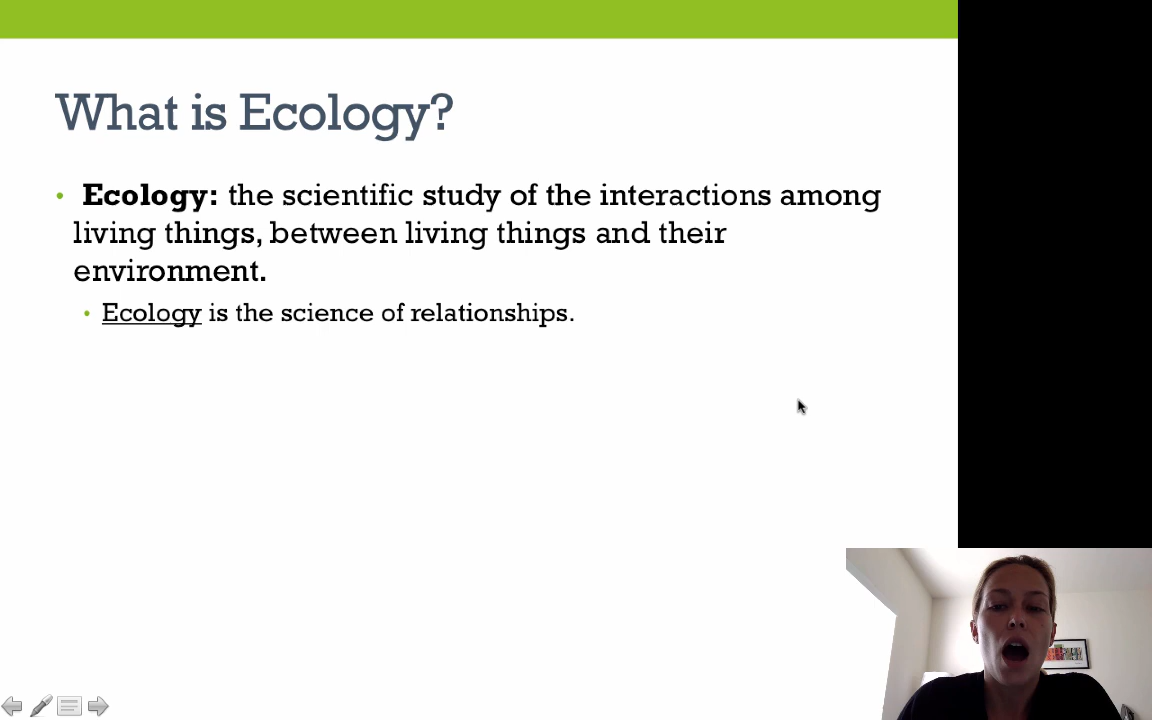 What is Ecology?
• Ecology: the scientific study of the interactions among
living things, between living things and their
environment.
• Ecology is the science of relationships.